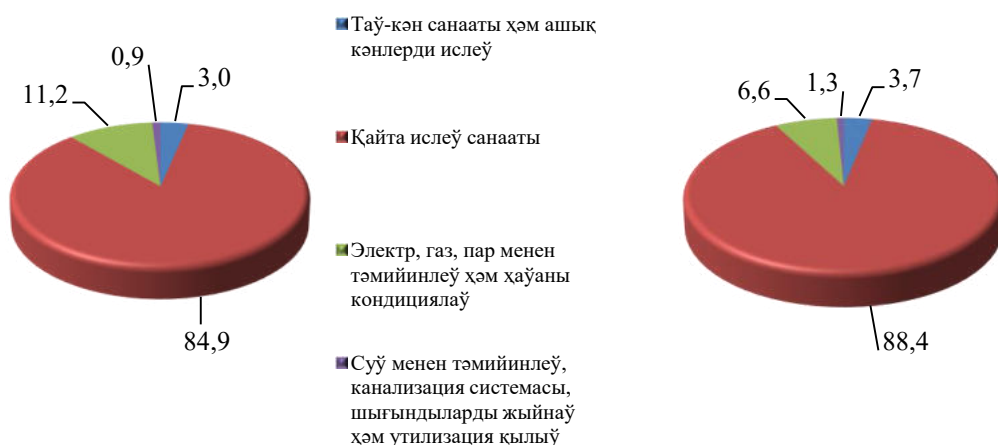 0,9
3,0
11,2
84,9
Таў-кән санааты ҳәм ашық
кәнлерди ислеў
Қайта ислеў санааты
Электр, газ, пар менен
тәмийинлеў ҳәм ҳаўаны
кондициялаў
Суў менен тәмийинлеў,
канализация системасы,
шығындыларды жыйнаў
ҳәм утилизация қылыў
6,6
1,3
3,7
88,4